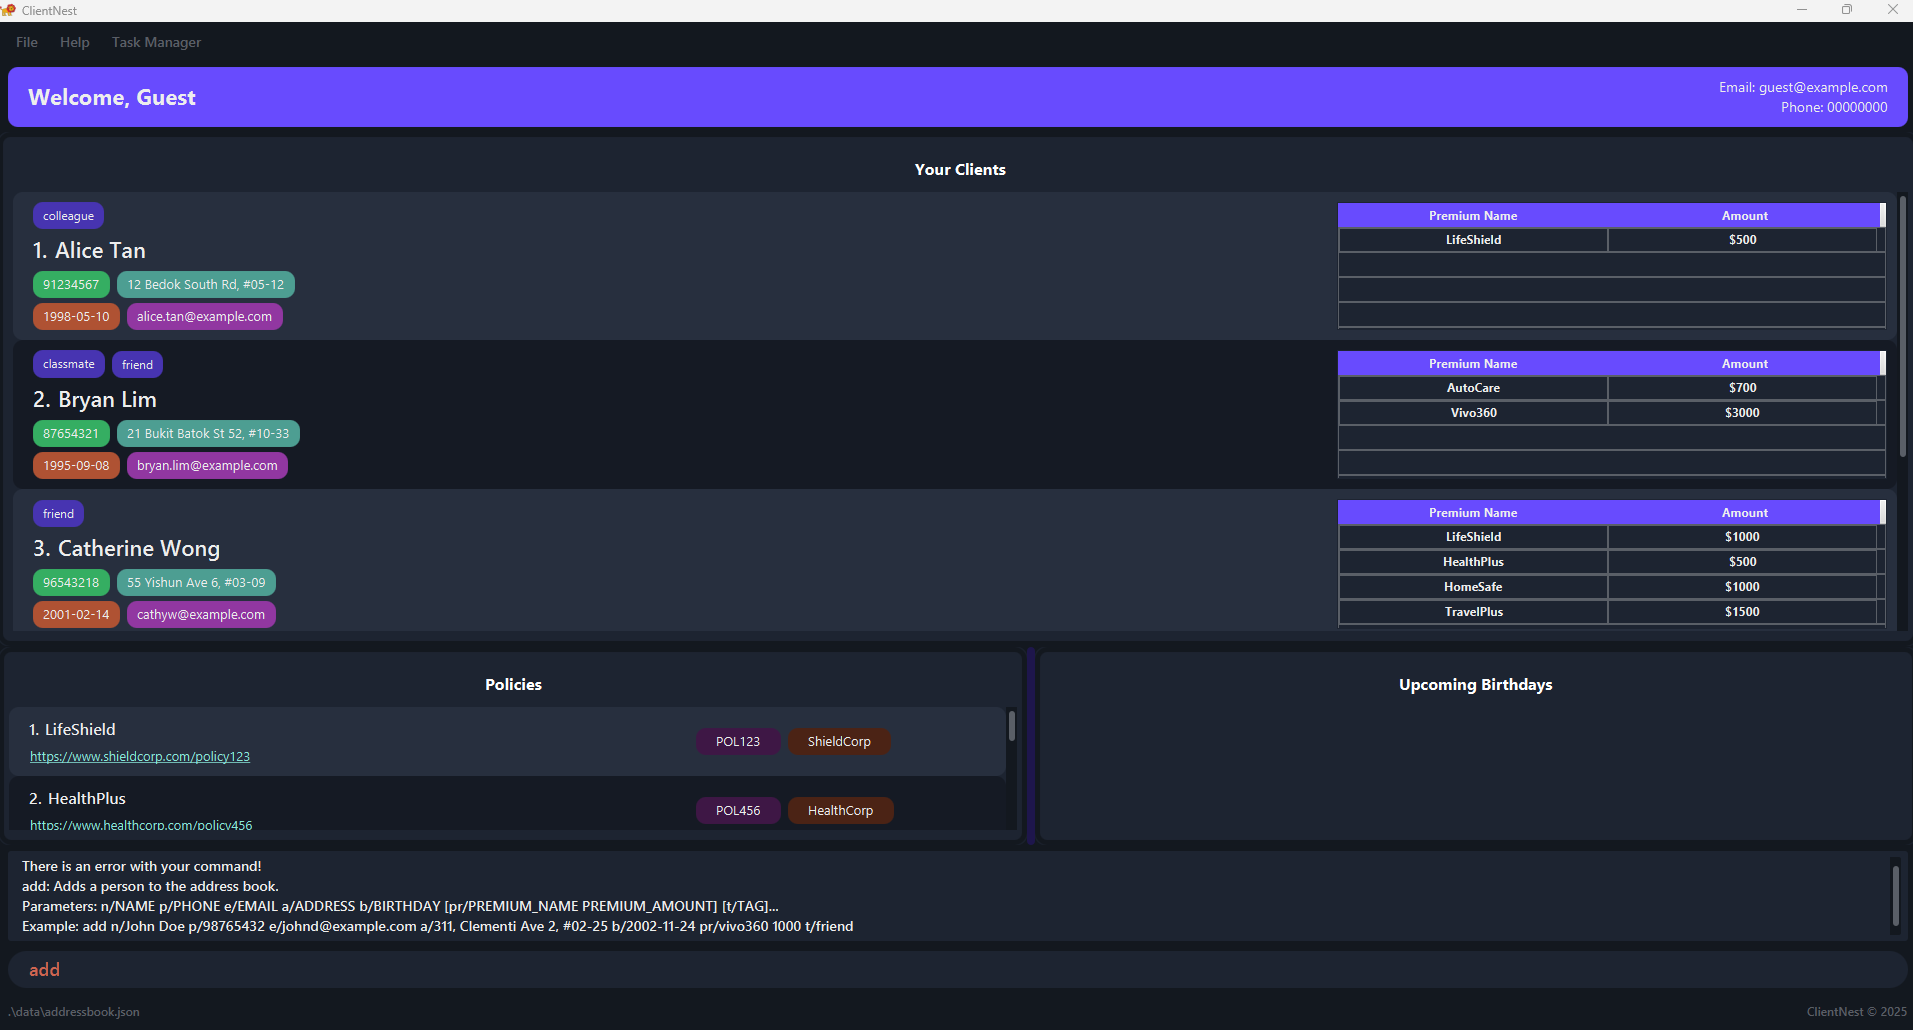 ClientNest
File Help Task Manager
Welcome, Guest
Email: guest@example.com
Phone: 00000000
Your Clients
colleague
1. Alice Tan
91234567 12 Bedok South Rd, #05-12
1998-05-10 alice.tan@example.com
Premium Name Amount
LifeShield $500
classmate friend
2. Bryan Lim
87654321 21 Bukit Batok St 52, #10-33
1995-09-08 bryan.lim@example.com
Premium Name Amount
AutoCare $700
Vivo360 $3000
friend
3. Catherine Wong
96543218 55 Yishun Ave 6, #03-09
2001-02-14 cathyw@example.com
Premium Name Amount
LifeShield $1000
HealthPlus $500
HomeSafe $1000
TravelPlus $1500
Policies
1. LifeShield
https://www.shieldcorp.com/policy123
POL123 ShieldCorp
2. HealthPlus
https://www.healthcorp.com/policy456
POL456 HealthCorp
Upcoming Birthdays
There is an error with your command!
add: Adds a person to the address book.
Parameters: n/NAME p/PHONE e/EMAIL a/ADDRESS b/BIRTHDAY [pr/PREMIUM_NAME PREMIUM_AMOUNT] [t/TAG]...
Example: add n/John Doe p/98765432 e/johnd@example.com a/311, Clementi Ave 2, #02-25 b/2002-11-24 pr/vivo360 1000 t/friend
add
.\data\addressbook.json
ClientNest © 2025